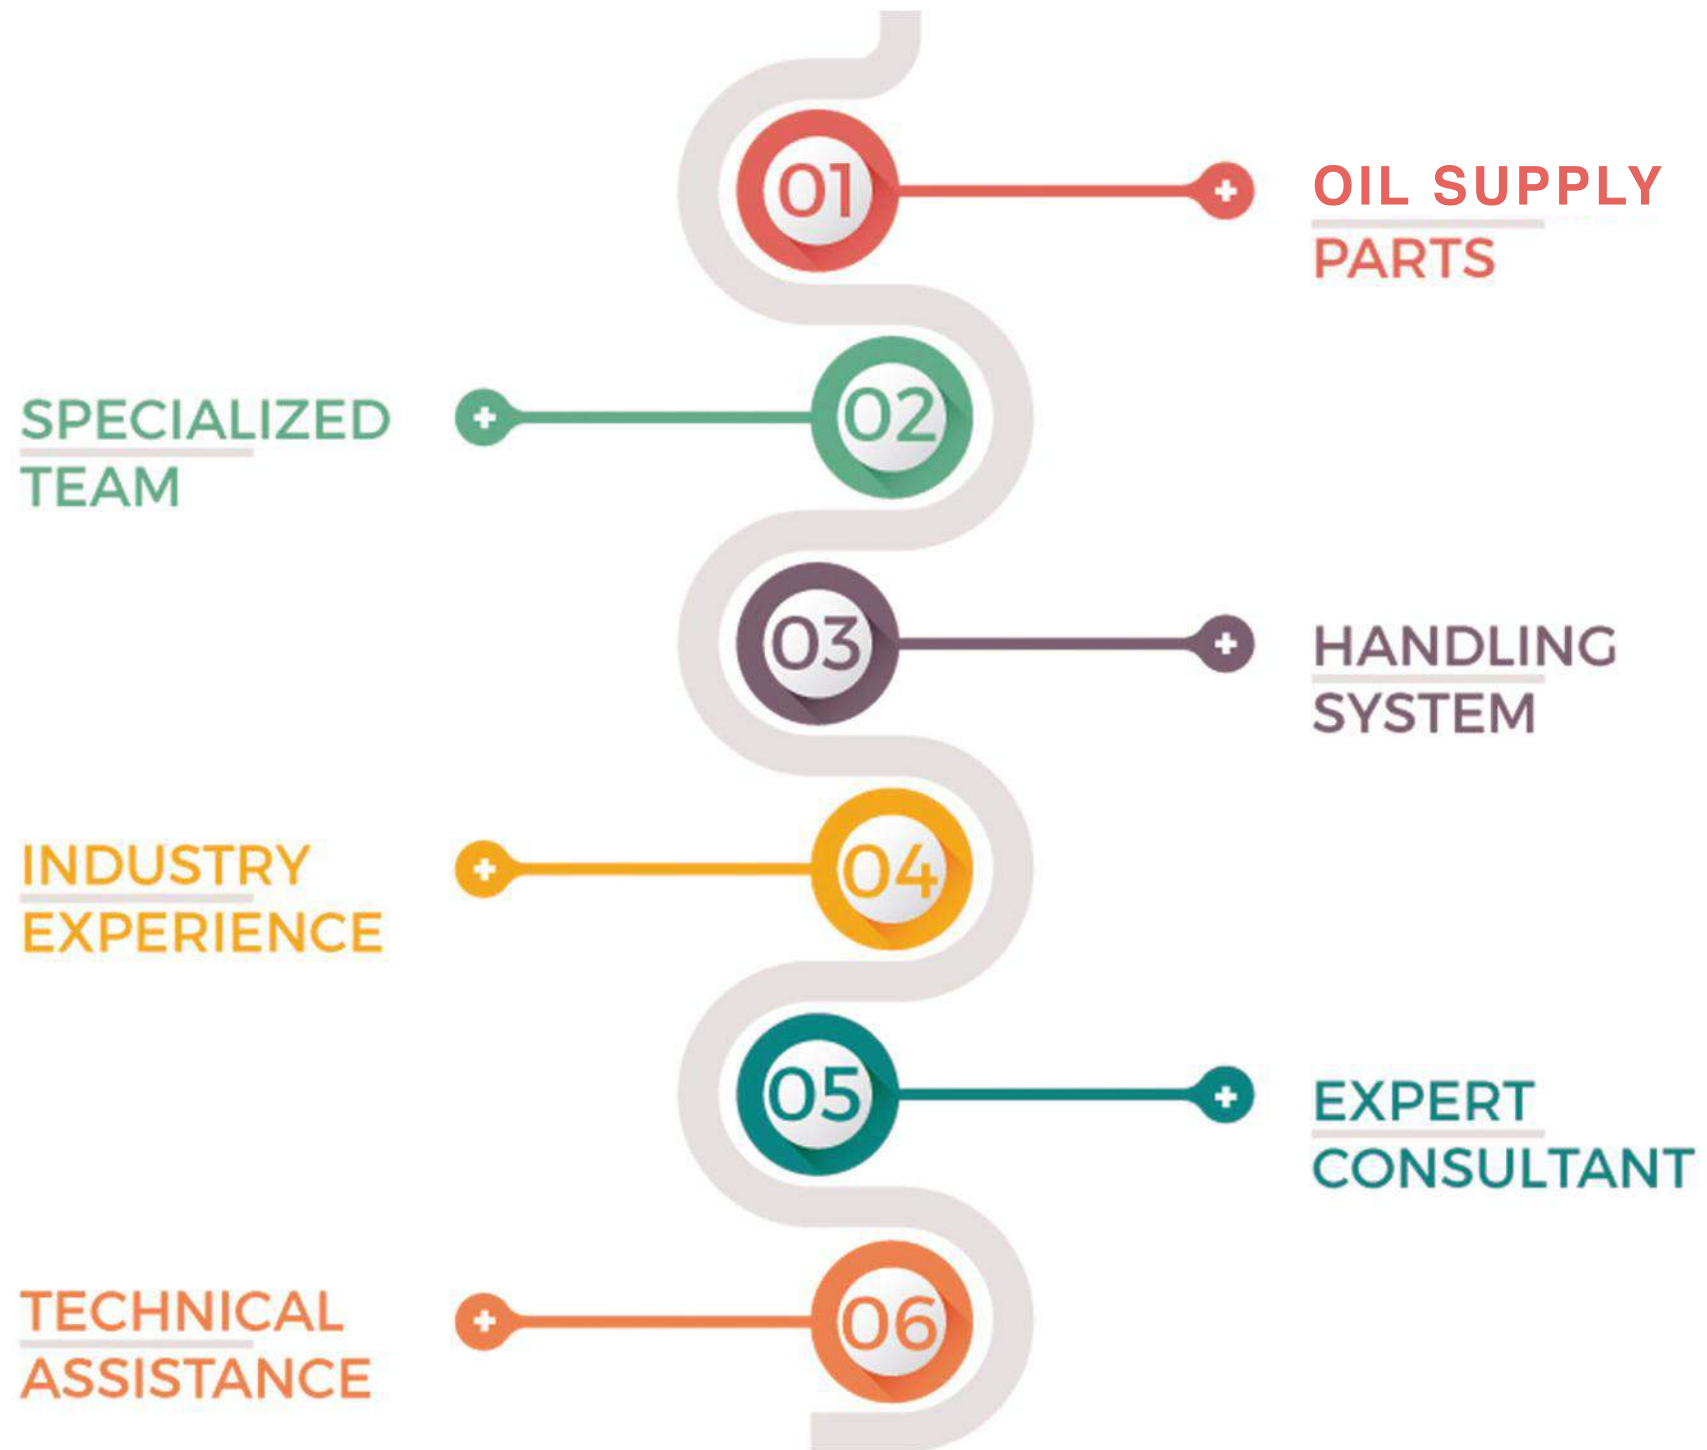 01
OIL SUPPLY
PARTS
SPECIALIZED
TEAM
02
03
HANDLING
SYSTEM
INDUSTRY
EXPERIENCE
04
05
EXPERT
CONSULTANT
TECHNICAL
ASSISTANCE
06